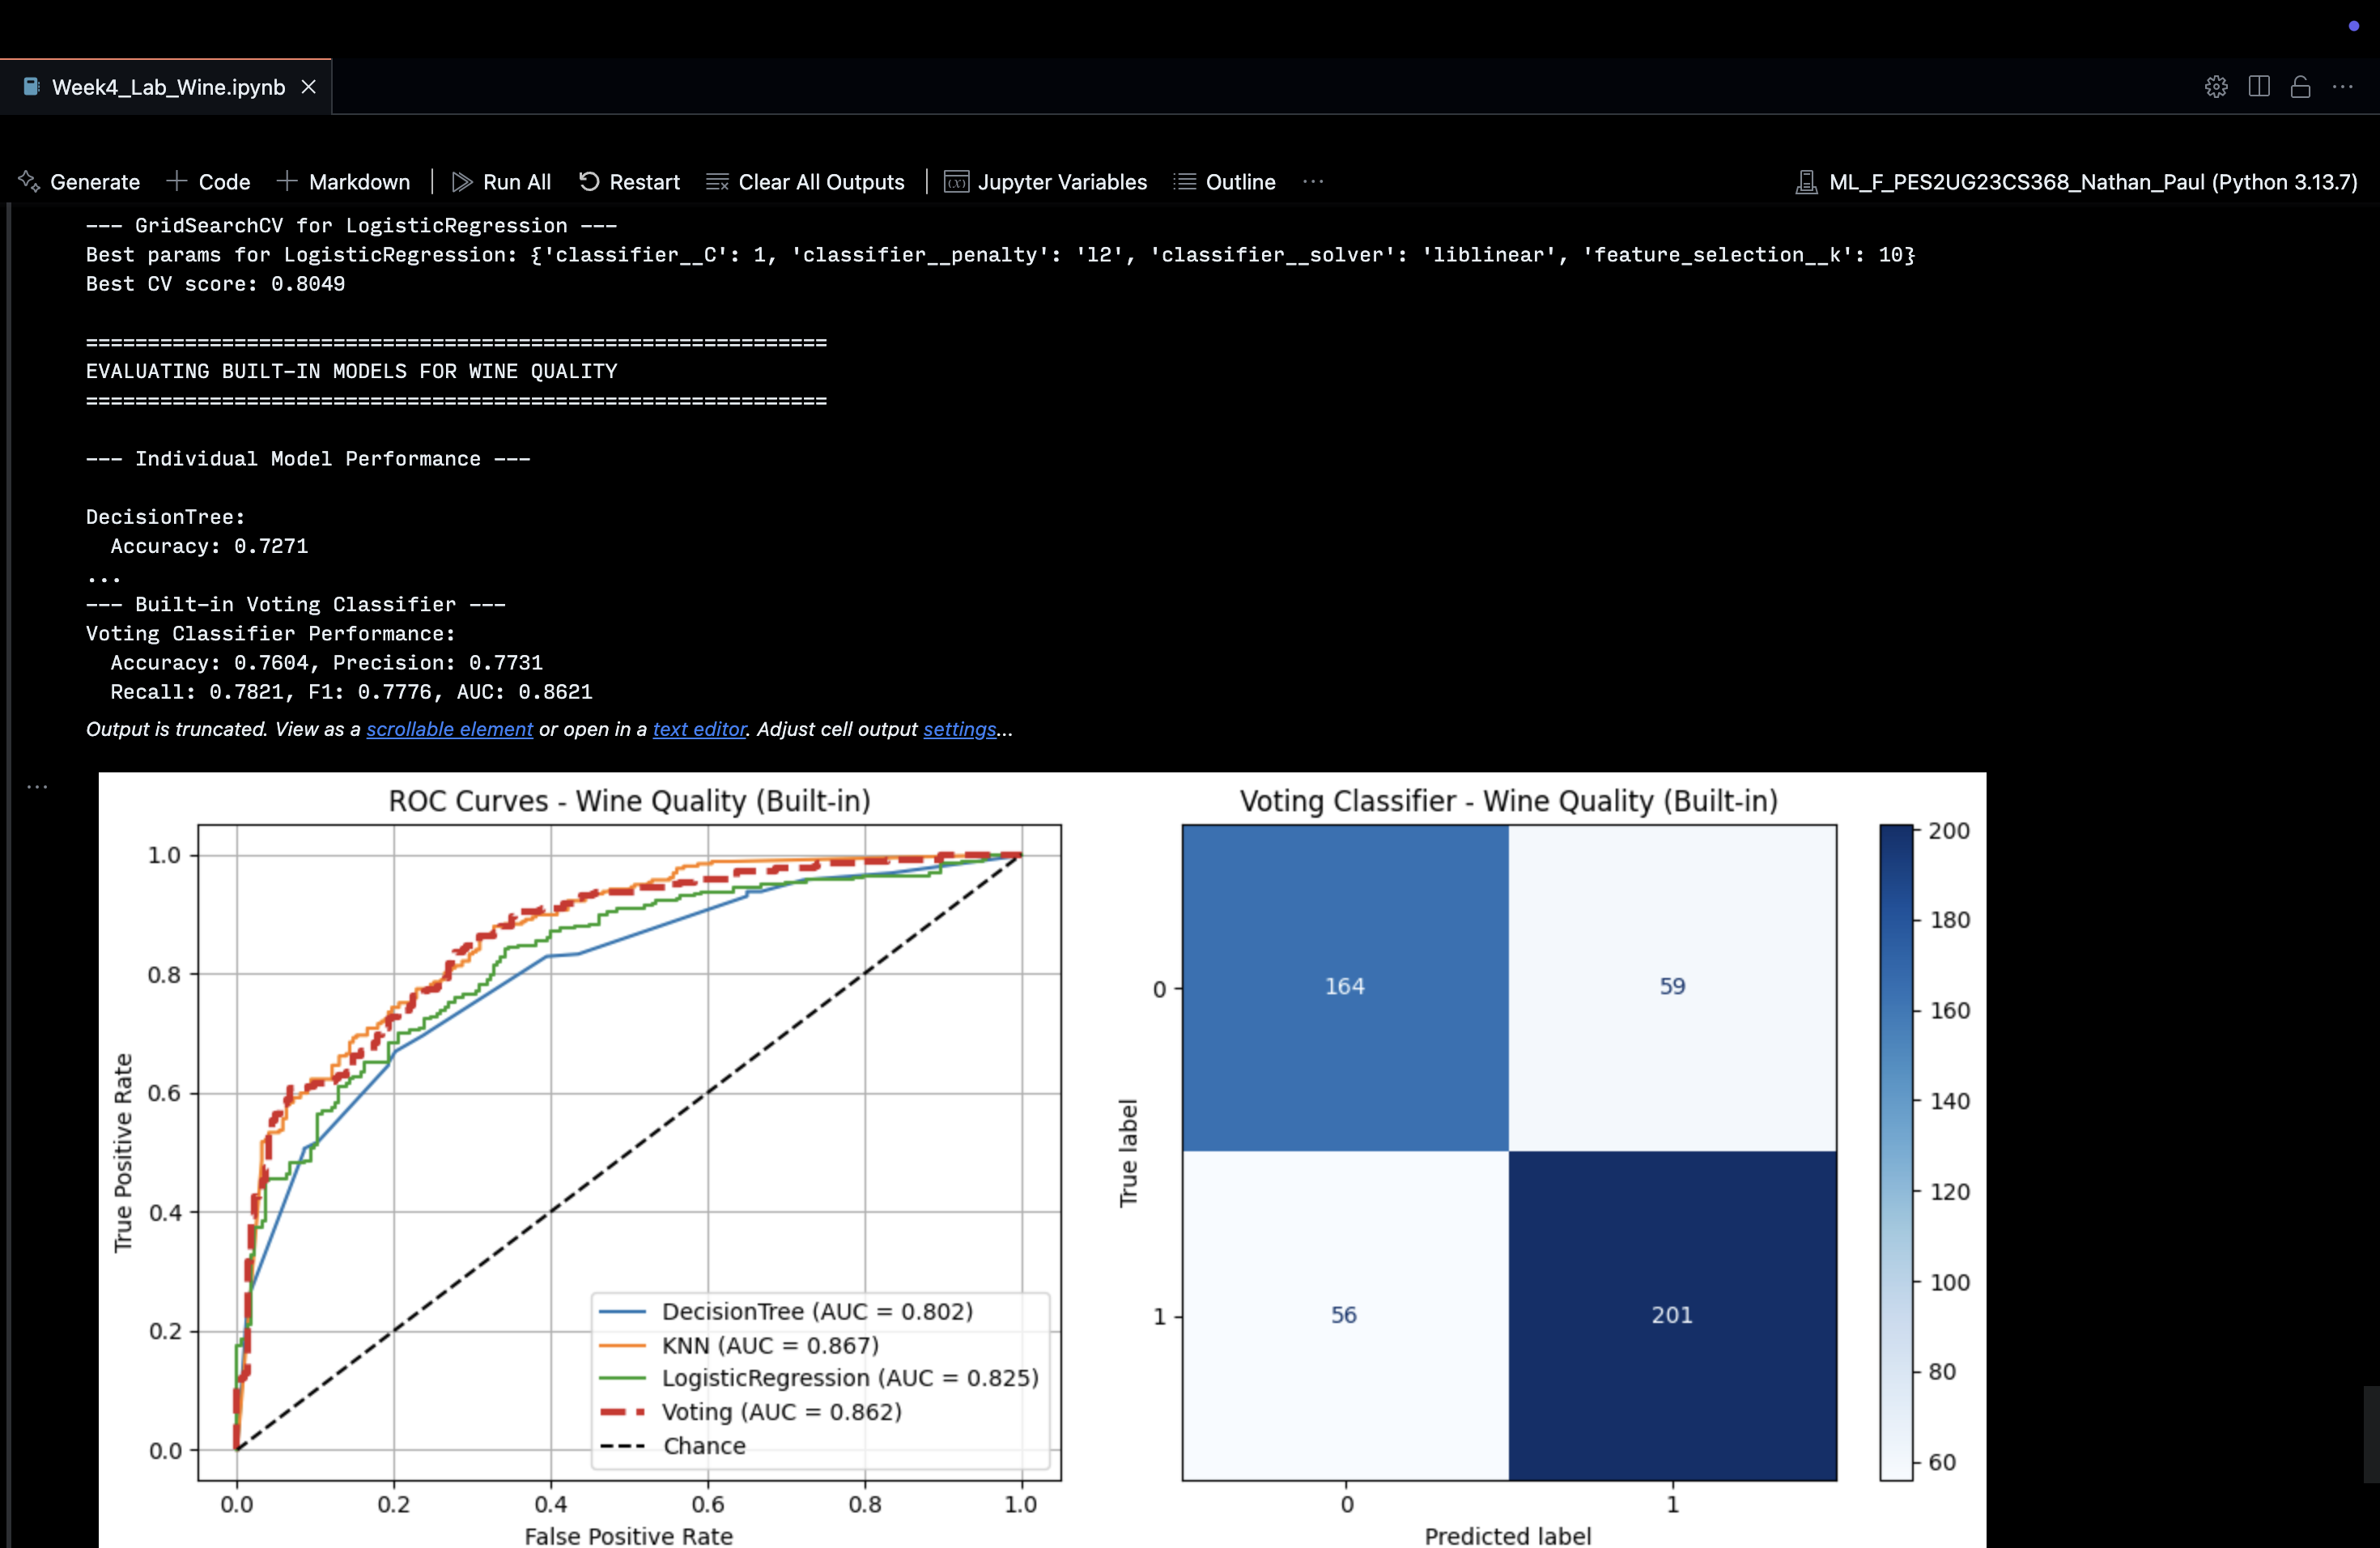 Week4_Lab_Wine.ipynb
Generate Code Markdown Run All Restart Clear All Outputs Jupyter Variables Outline ... ML_F_PES2UG23CS368_Nathan_Paul (Python 3.13.7)
--- GridSearchCV for LogisticRegression ---
Best params for LogisticRegression: {'classifier__C': 1, 'classifier__penalty': 'l2', 'classifier__solver': 'liblinear', 'feature_selection__k': 10}
Best CV score: 0.8049
============================================================
EVALUATING BUILT-IN MODELS FOR WINE QUALITY
============================================================
--- Individual Model Performance ---
DecisionTree:
Accuracy: 0.7271
...
--- Built-in Voting Classifier ---
Voting Classifier Performance:
Accuracy: 0.7604, Precision: 0.7731
Recall: 0.7821, F1: 0.7776, AUC: 0.8621
Output is truncated. View as a scrollable element or open in a text editor. Adjust cell output settings...
ROC Curves - Wine Quality (Built-in)
1.0
0.8
0.6
0.4
0.2
0.0
True Positive Rate
DecisionTree (AUC = 0.802)
KNN (AUC = 0.867)
LogisticRegression (AUC = 0.825)
Voting (AUC = 0.862)
Chance
0.0 0.2 0.4 0.6 0.8 1.0
False Positive Rate
Voting Classifier - Wine Quality (Built-in)
True label
0
164 59
1
56 201
0 1
Predicted label
200
180
160
140
120
100
80
60